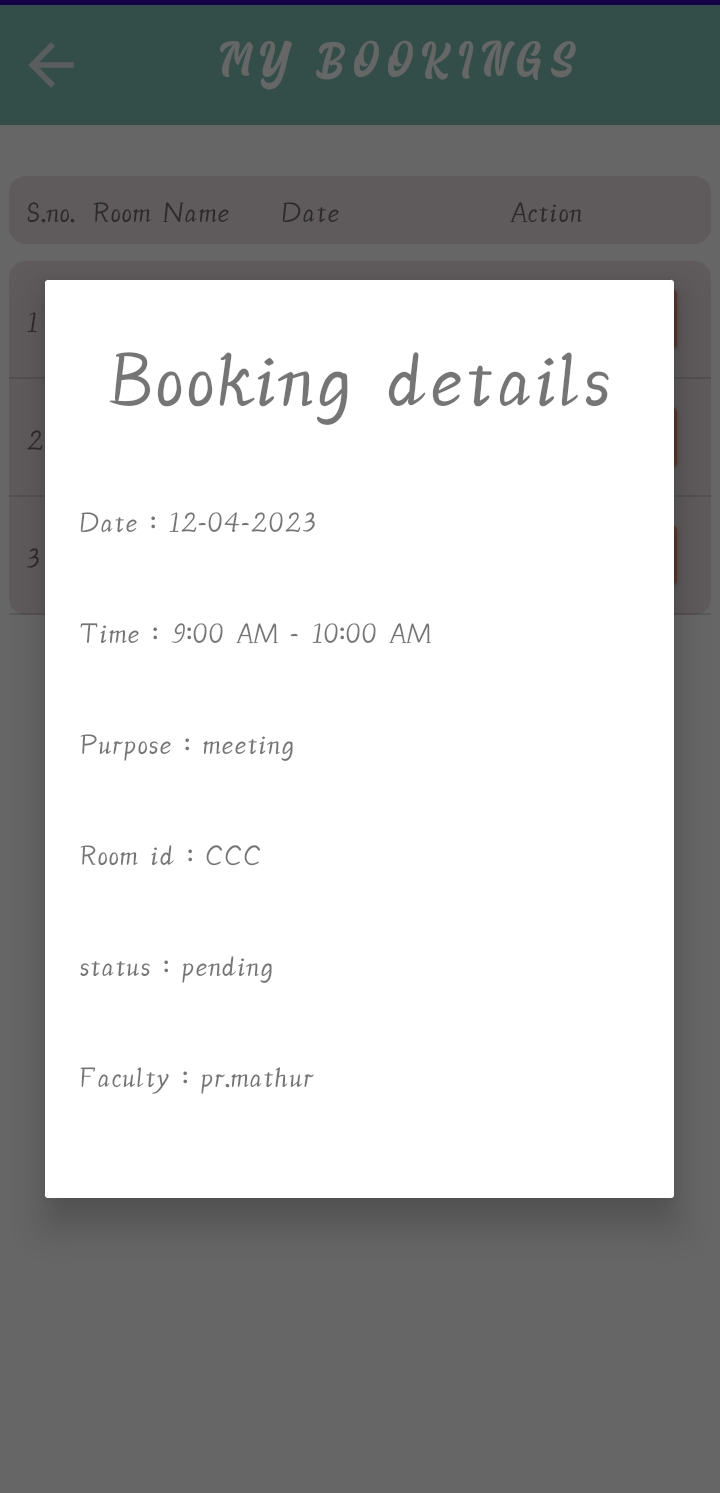 MY BOOKINGS
S.no. Room Name Date Action
1
2
3
Booking details
Date : 12-04-2023
Time : 9:00 AM - 10:00 AM
Purpose : meeting
Room id : CCC
status : pending
Faculty : pr.mathur